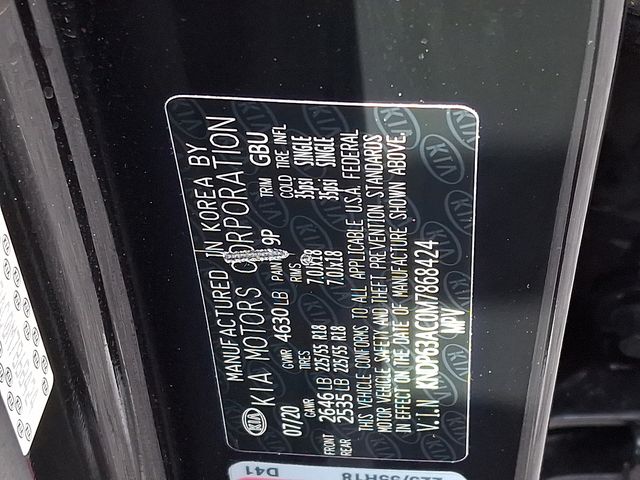 MANUFACTURED IN KOREA BY
KIA KIA MOTORS CORPORATION
07/20 GVWR 4630 LB PAINT 9P TRIM GBU
GAWR TIRES RIMS COLD TIRE INFL
FRONT 2646 LB 225/55 R18 7.0JX18 35psi SINGLE
REAR 2535 LB 225/55 R18 7.0JX18 35psi SINGLE
THIS VEHICLE CONFORMS TO ALL APPLICABLE U.S.A. FEDERAL
MOTOR VEHICLE SAFETY AND THEFT PREVENTION STANDARDS
IN EFFECT ON THE DATE OF MANUFACTURE SHOWN ABOVE.
V.I.N KNDP63AC0M7868424
MPV
225/55R18
D41